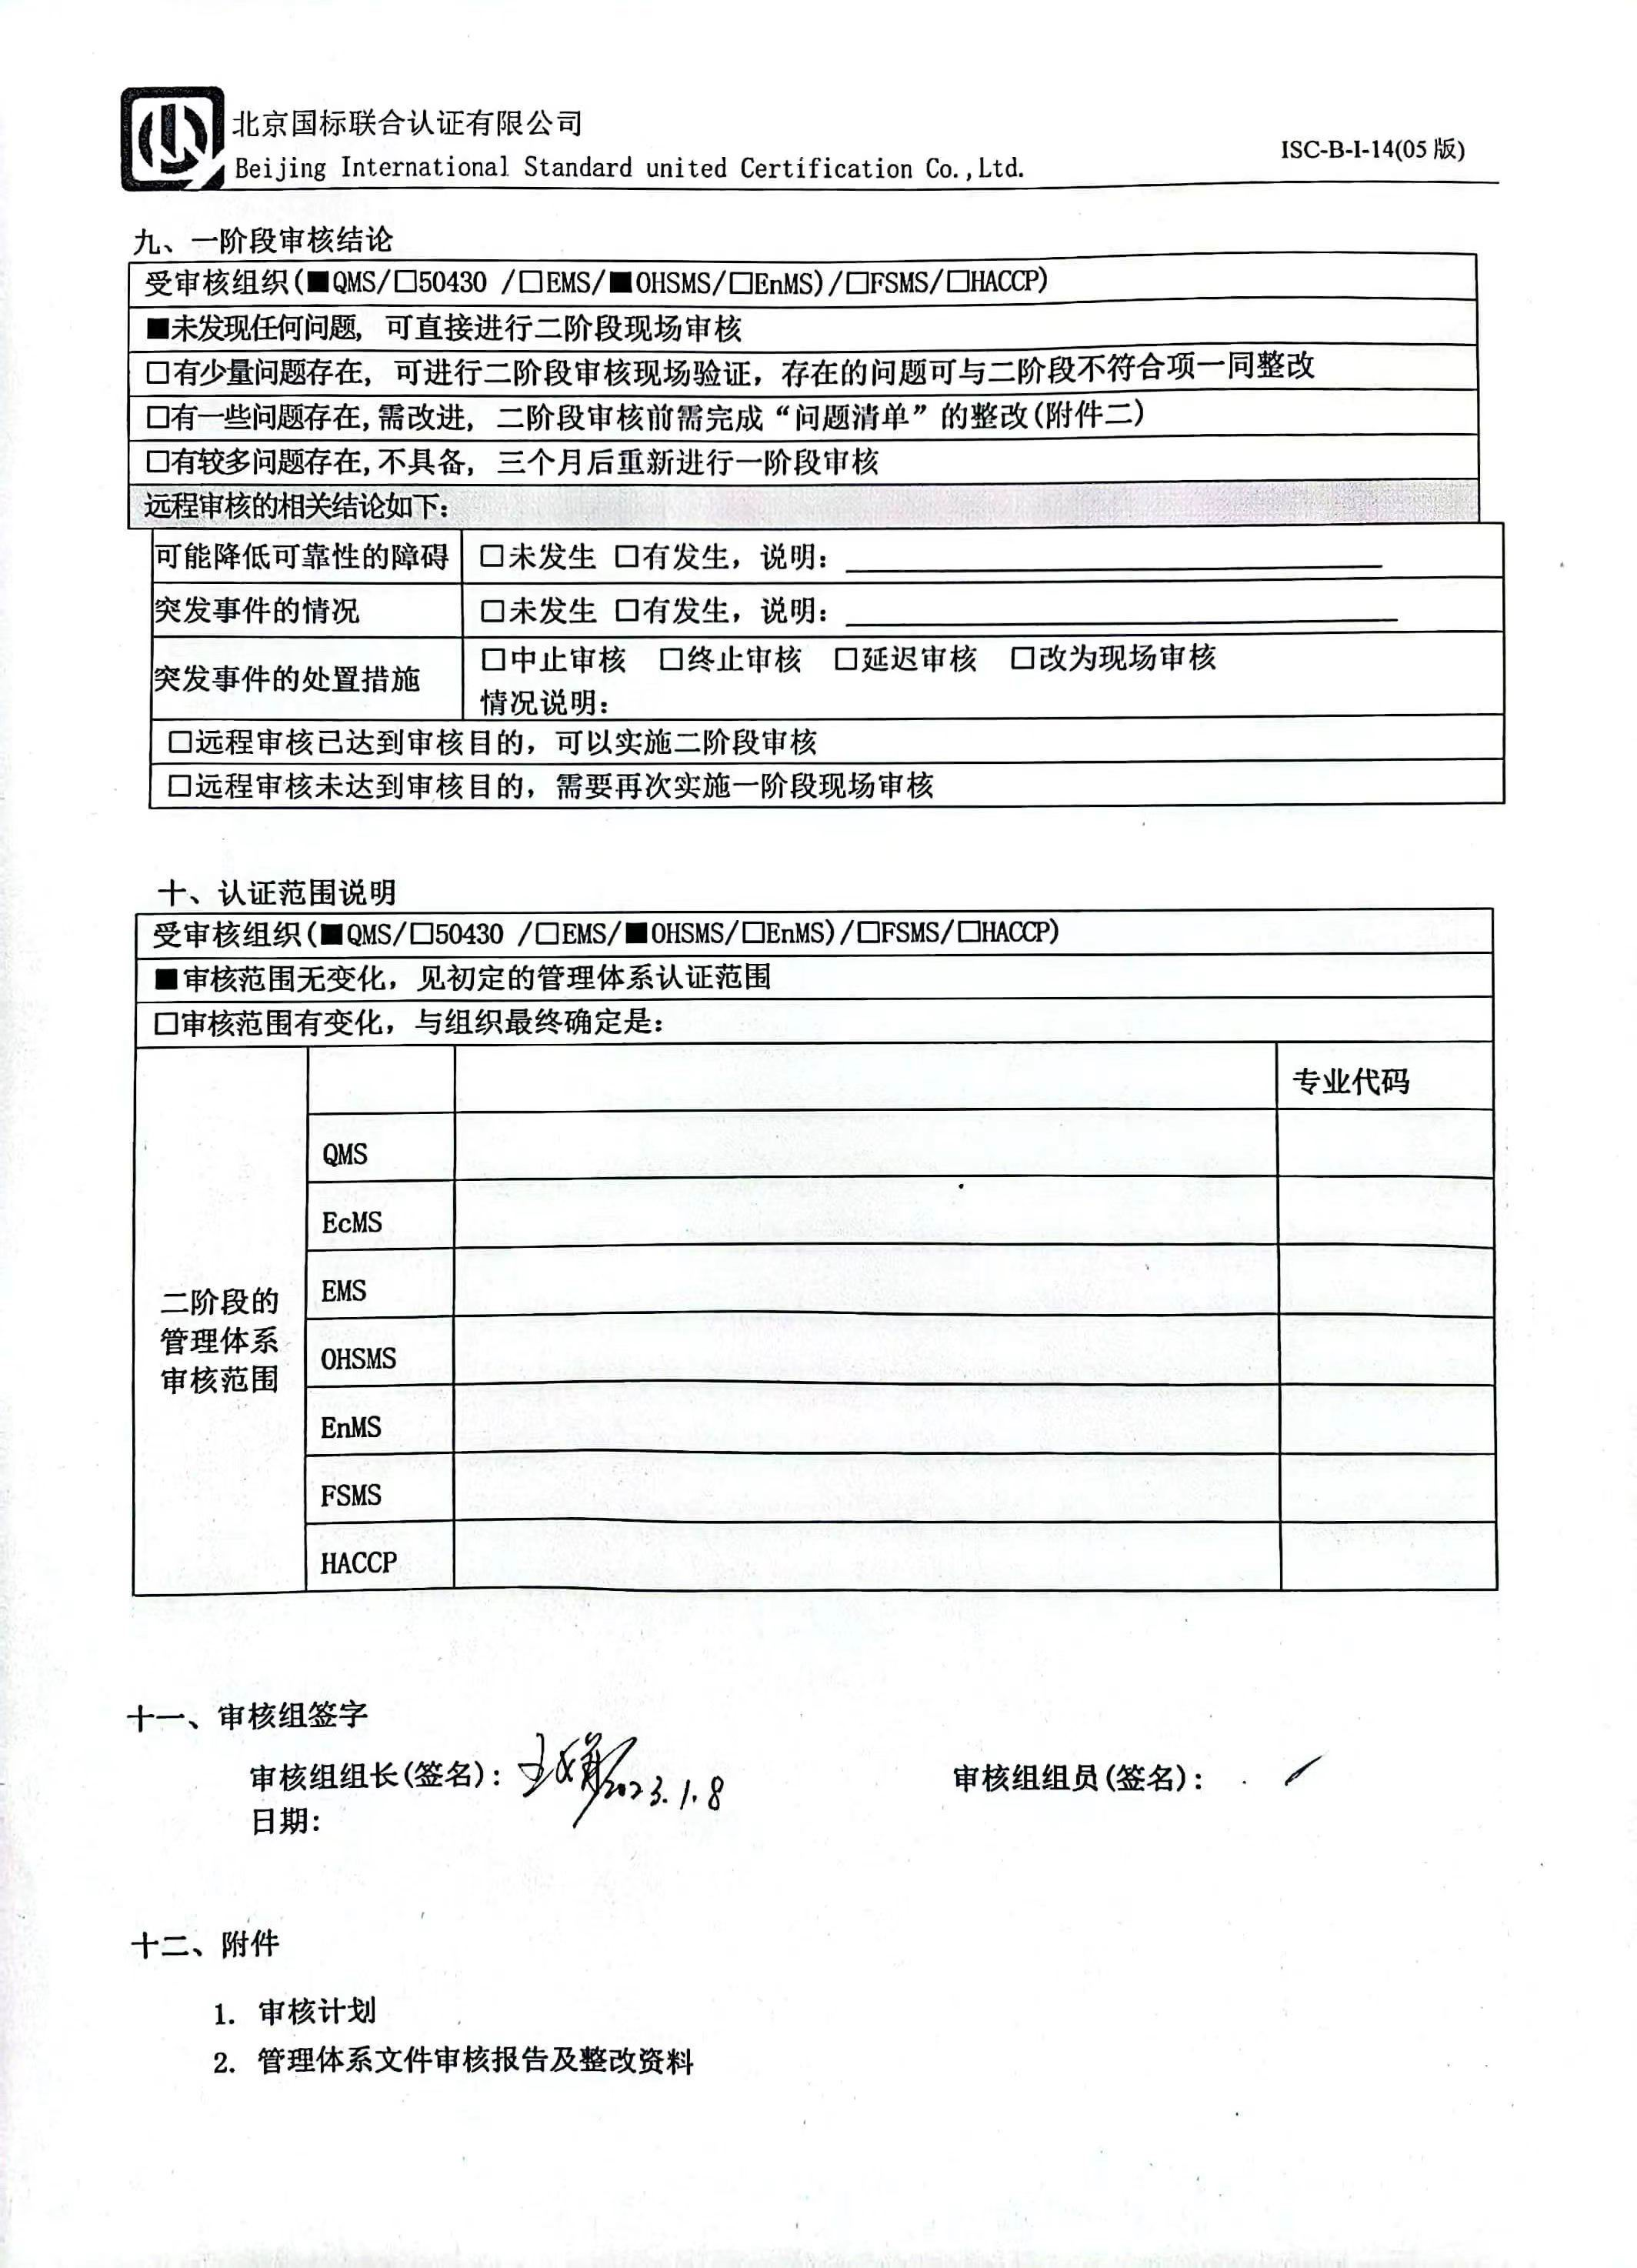 北京国标联合认证有限公司
Beijing International Standard united Certification Co.,Ltd.
ISC-B-I-14(05 版)
九、一阶段审核结论
受审核组织(■QMS/□50430 /□EMS/■OHSMS/□EnMS)/□FSMS/□HACCP)
■未发现任何问题, 可直接进行二阶段现场审核
□有少量问题存在, 可进行二阶段审核现场验证, 存在的问题可与二阶段不符合项一同整改
□有一些问题存在,需改进, 二阶段审核前需完成“问题清单”的整改(附件二)
□有较多问题存在,不具备, 三个月后重新进行一阶段审核
远程审核的相关结论如下:
可能降低可靠性的障碍 □未发生 □有发生, 说明:
突发事件的情况 □未发生 □有发生, 说明:
突发事件的处置措施 □中止审核 □终止审核 □延迟审核 □改为现场审核
情况说明:
□远程审核已达到审核目的, 可以实施二阶段审核
□远程审核未达到审核目的, 需要再次实施一阶段现场审核
十、认证范围说明
受审核组织(■QMS/□50430 /□EMS/■OHSMS/□EnMS)/□FSMS/□HACCP)
■审核范围无变化, 见初定的管理体系认证范围
□审核范围有变化, 与组织最终确定是:
专业代码
二阶段的
管理体系
审核范围
QMS
EcMS
EMS
OHSMS
EnMS
FSMS
HACCP
十一、审核组签字
审核组组长(签名): 2023.1.8
审核组组员(签名):
日期:
十二、附件
1. 审核计划
2. 管理体系文件审核报告及整改资料